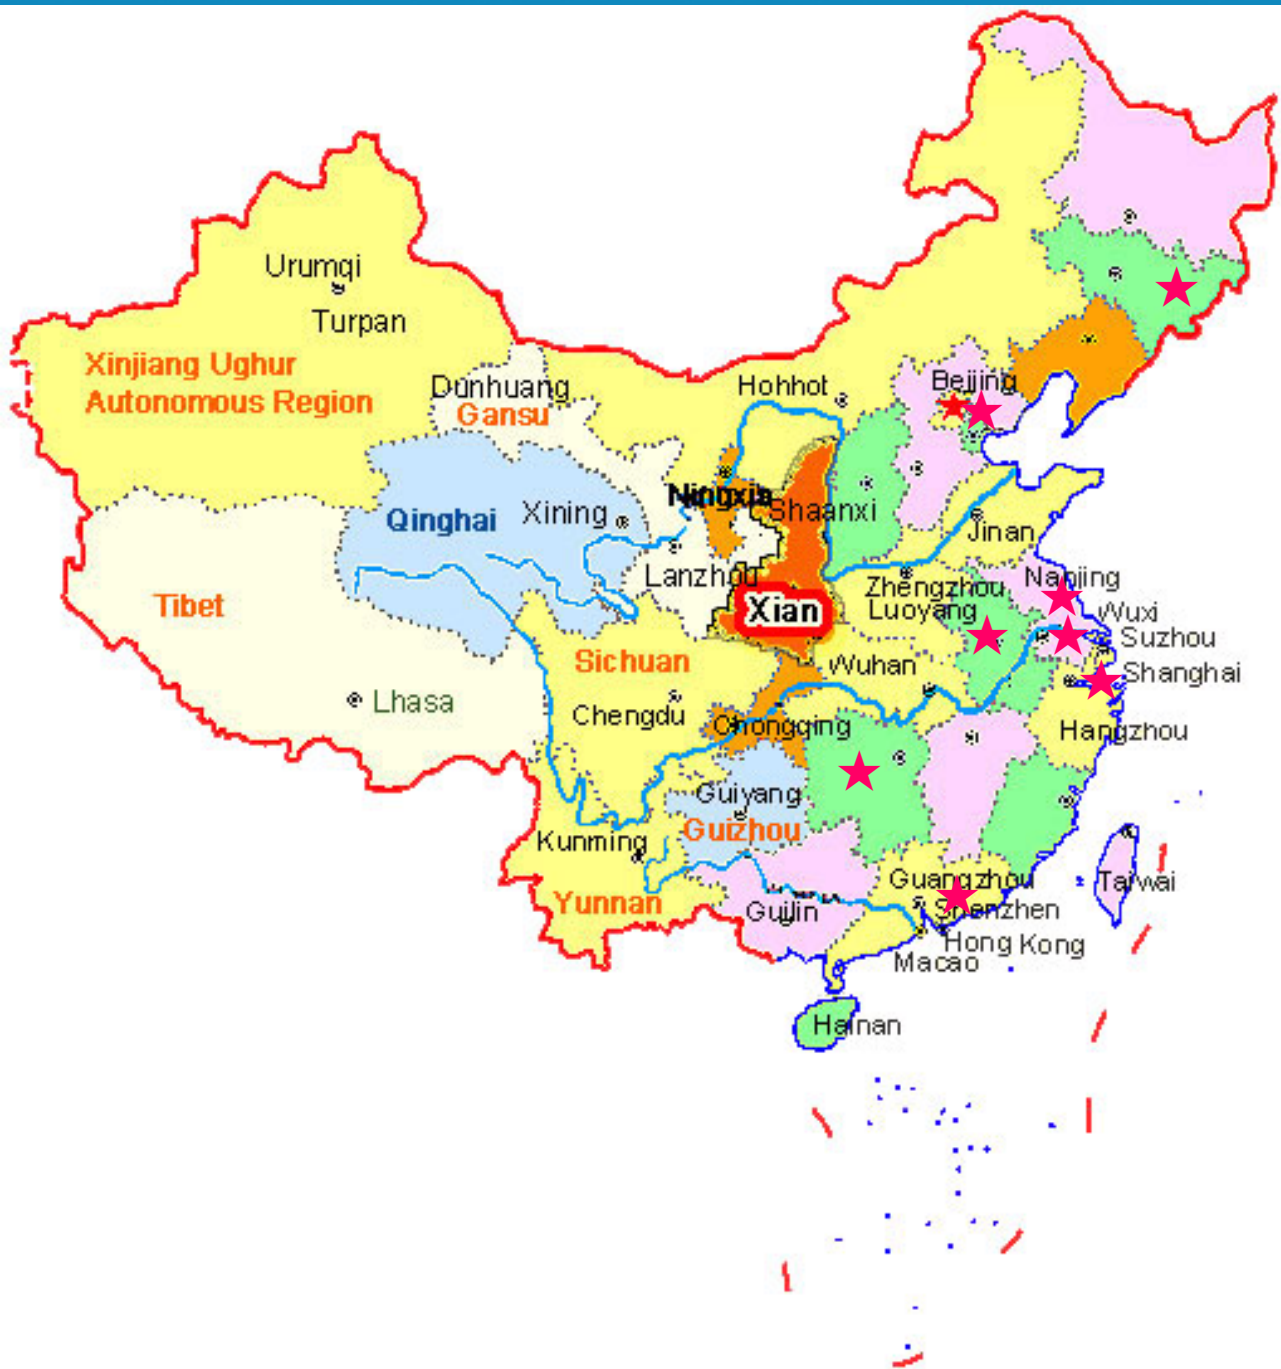 Urumqi
Turpan
Xinjiang Ughur
Autonomous Region
Dunhuang
Gansu
Hohhot
Beijing
Ningxia
Shaanxi
Qinghai
Xining
Jinan
Lanzhou
Zhengzhou
Nanjing
Luoyang
Wuxi
Tibet
Xian
Suzhou
Sichuan
Wuhan
Shanghai
Lhasa
Chengdu
Chongqing
Hangzhou
Guiyang
Guizhou
Kunming
Guangzhou
Taiwai
Yunnan
Guilin
Shenzhen
Hong Kong
Macao
Hainan